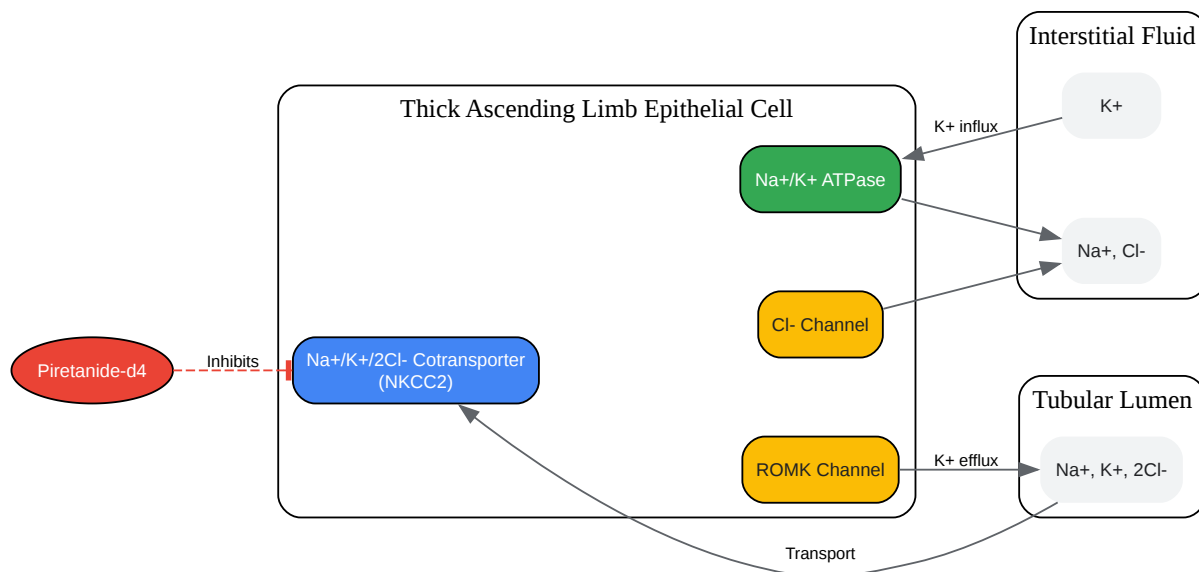 Interstitial Fluid
Thick Ascending Limb Epithelial Cell
K+
K+ influx
Na+/K+ ATPase
Na+, Cl-
Cl- Channel
Piretanide-d4
Inhibits
Na+/K+/2Cl- Cotransporter
(NKCC2)
Tubular Lumen
ROMK Channel
K+ efflux
Na+, K+, 2Cl-
Transport